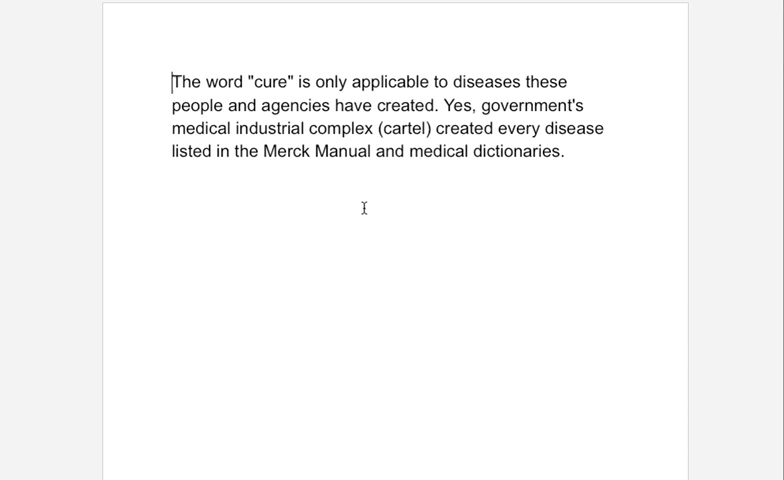 The word "cure" is only applicable to diseases these
people and agencies have created. Yes, government's
medical industrial complex (cartel) created every disease
listed in the Merck Manual and medical dictionaries.